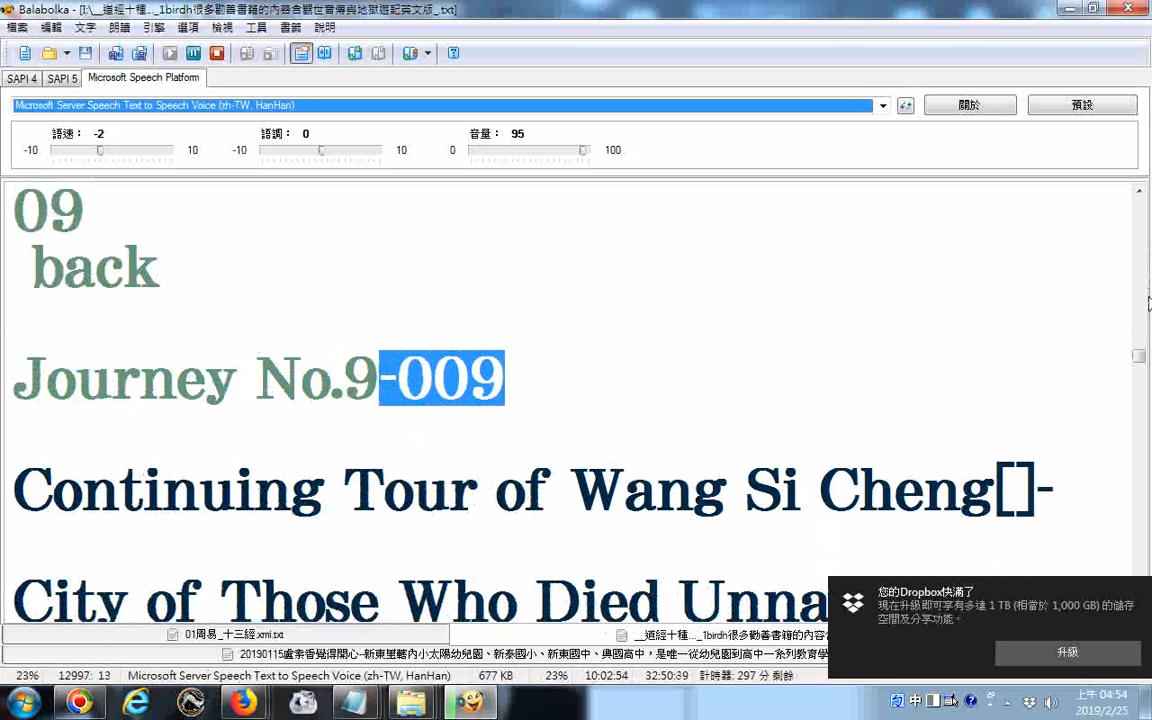 Balabolka - [I:\__道經十種..._1birdh很多勸善書籍的內容含觀世音傳與地獄遊記英文版_.txt]
檔案 編輯 文字 朗讀 引擎 選項 檢視 工具 書籤 說明
SAPI 4 SAPI 5 Microsoft Speech Platform
Microsoft Server Speech Text to Speech Voice (zh-TW, HanHan) 關於 預設
語速： -2 語調： 0 音量： 95
-10 10 -10 10 0 100
09
back
Journey No.9-009
Continuing Tour of Wang Si Cheng[]-
City of Those Who Died Unna
您的Dropbox快滿了
現在升級即可享有多達 1 TB (相當於 1,000 GB) 的儲存
空間及分享功能。
升級
01周易_十三經.xmi.txt __道經十種..._1birdh很多勸善書籍的內容含
20190115盧素香覺得開心--新東里轄內小太陽幼兒園、新泰國小、新東國中、興國高中，是唯一從幼兒園到高中一系列教育學
23% 12997: 13 Microsoft Server Speech Text to Speech Voice (zh-TW, HanHan) 677 KB 23% 10:02:54 32:50:39 計時器： 297 分 剩餘
中 上午 04:54
2019/2/25